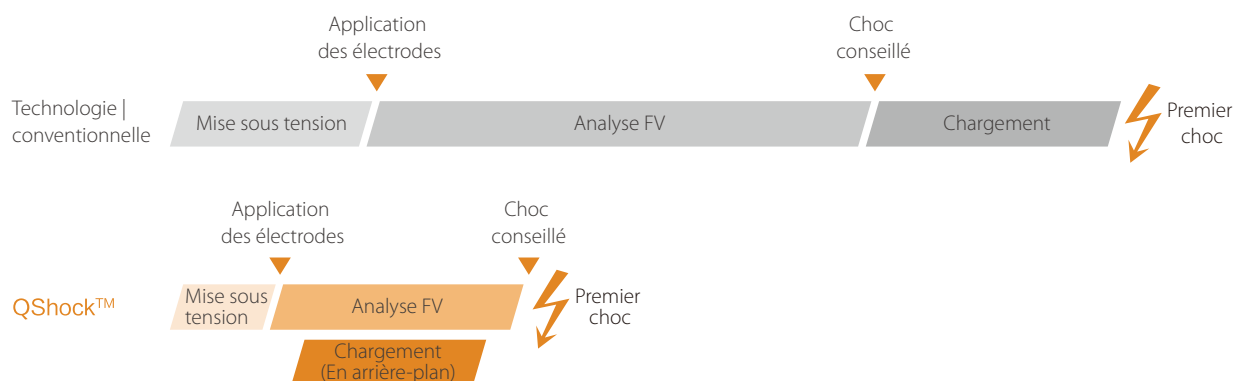 Application
des électrodes
Choc
conseillé
Technologie |
conventionnelle
Mise sous tension
Analyse FV
Chargement
Premier
choc
Application
des électrodes
Choc
conseillé
QShock™
Mise sous
tension
Analyse FV
Premier
choc
Chargement
(En arrière-plan)